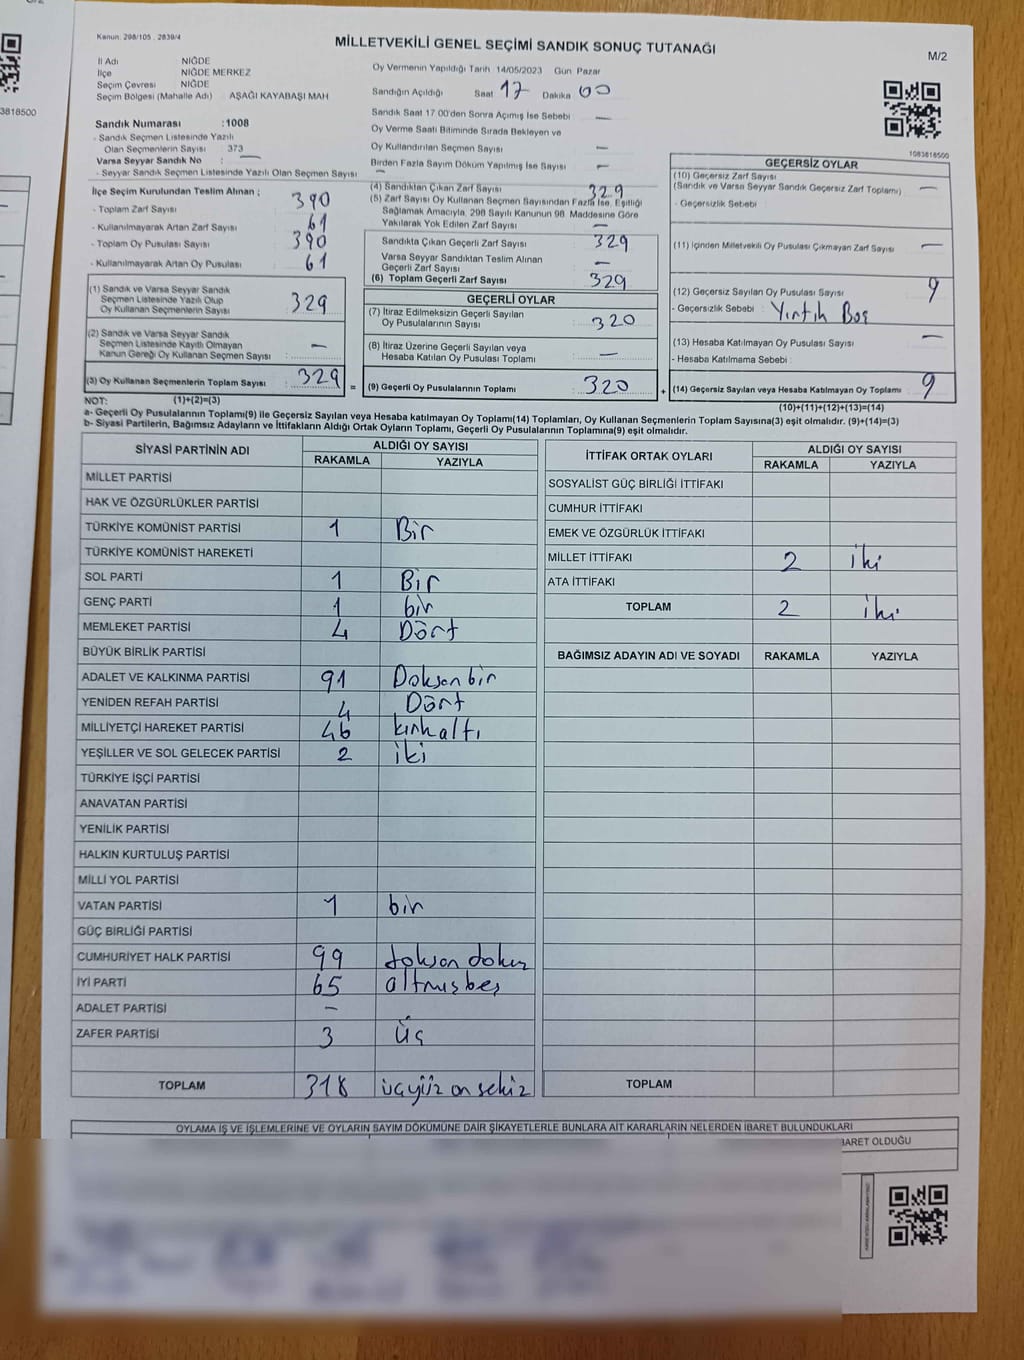 Kanun: 298/105 , 2839/4
MİLLETVEKİLİ GENEL SEÇİMİ SANDIK SONUÇ TUTANAĞI
M/2
İl Adı NİĞDE
İlçe NİĞDE MERKEZ
Seçim Çevresi NİĞDE
Seçim Bölgesi (Mahalle Adı) AŞAĞI KAYABAŞI MAH
Oy Vermenin Yapıldığı Tarih 14/05/2023 Gün Pazar
Sandığın Açıldığı Saat 17 Dakika 00
Sandık Saat 17:00'den Sonra Açımış İse Sebebi —
Oy Verme Saati Bitiminde Sırada Bekleyen ve
Oy Kullandırılan Seçmen Sayısı —
Birden Fazla Sayım Döküm Yapılmış İse Sayısı —
Sandık Numarası :1008
- Sandık Seçmen Listesinde Yazılı
Olan Seçmenlerin Sayısı 373
Varsa Seyyar Sandık No : —
- Seyyar Sandık Seçmen Listesinde Yazılı Olan Seçmen Sayısı —
3818500
1083818500
İlçe Seçim Kurulundan Teslim Alınan ;
- Toplam Zarf Sayısı 390
- Kullanılmayarak Artan Zarf Sayısı 61
- Toplam Oy Pusulası Sayısı 390
- Kullanılmayarak Artan Oy Pusulası 61
(1) Sandık ve Varsa Seyyar Sandık
Seçmen Listesinde Yazılı Olup
Oy Kullanan Seçmenlerin Sayısı 329
(2) Sandık ve Varsa Seyyar Sandık
Seçmen Listesinde Kayıtlı Olmayan
Kanun Gereği Oy Kullanan Seçmen Sayısı : —
(3) Oy Kullanan Seçmenlerin Toplam Sayısı : 329 =
(4) Sandıktan Çıkan Zarf Sayısı 329
(5) Zarf Sayısı Oy Kullanan Seçmen Sayısından Fazla İse, Eşitliği
Sağlamak Amacıyla, 298 Sayılı Kanunun 98. Maddesine Göre
Yakılarak Yok Edilen Zarf Sayısı —
Sandıkta Çıkan Geçerli Zarf Sayısı 329
Varsa Seyyar Sandıktan Teslim Alınan
Geçerli Zarf Sayısı —
(6) Toplam Geçerli Zarf Sayısı 329
GEÇERLİ OYLAR
(7) İtiraz Edilmeksizin Geçerli Sayılan
Oy Pusulalarının Sayısı 320
(8) İtiraz Üzerine Geçerli Sayılan veya
Hesaba Katılan Oy Pusulası Toplamı —
(9) Geçerli Oy Pusulalarının Toplamı 320 +
GEÇERSİZ OYLAR
(10) Geçersiz Zarf Sayısı
(Sandık ve Varsa Seyyar Sandık Geçersiz Zarf Toplamı) —
- Geçersizlik Sebebi
(11) İçinden Milletvekili Oy Pusulası Çıkmayan Zarf Sayısı —
(12) Geçersiz Sayılan Oy Pusulası Sayısı 9
- Geçersizlik Sebebi : Yırtık Boş
(13) Hesaba Katılmayan Oy Pusulası Sayısı —
- Hesaba Katılmama Sebebi :
(14) Geçersiz Sayılan veya Hesaba Katılmayan Oy Toplamı 9
NOT: (1)+(2)=(3)
(10)+(11)+(12)+(13)=(14)
a- Geçerli Oy Pusulalarının Toplamı(9) ile Geçersiz Sayılan veya Hesaba katılmayan Oy Toplamı(14) Toplamları, Oy Kullanan Seçmenlerin Toplam Sayısına(3) eşit olmalıdır. (9)+(14)=(3)
b- Siyasi Partilerin, Bağımsız Adayların ve İttifakların Aldığı Ortak Oyların Toplamı, Geçerli Oy Pusulalarının Toplamına(9) eşit olmalıdır.
SİYASİ PARTİNİN ADI ALDIĞI OY SAYISI
RAKAMLA YAZIYLA
MİLLET PARTİSİ
HAK VE ÖZGÜRLÜKLER PARTİSİ
TÜRKİYE KOMÜNİST PARTİSİ 1 Bir
TÜRKİYE KOMÜNİST HAREKETİ
SOL PARTİ 1 Bir
GENÇ PARTİ 1 bir
MEMLEKET PARTİSİ 4 Dört
BÜYÜK BİRLİK PARTİSİ
ADALET VE KALKINMA PARTİSİ 91 Doksan bir
YENİDEN REFAH PARTİSİ 4 Dört
MİLLİYETÇİ HAREKET PARTİSİ 46 kırk altı
YEŞİLLER VE SOL GELECEK PARTİSİ 2 iki
TÜRKİYE İŞÇİ PARTİSİ
ANAVATAN PARTİSİ
YENİLİK PARTİSİ
HALKIN KURTULUŞ PARTİSİ
MİLLİ YOL PARTİSİ
VATAN PARTİSİ 1 bir
GÜÇ BİRLİĞİ PARTİSİ
CUMHURİYET HALK PARTİSİ 99 doksan dokuz
İYİ PARTİ 65 altmış beş
ADALET PARTİSİ —
ZAFER PARTİSİ 3 üç
TOPLAM 318 üçyüz on sekiz
İTTİFAK ORTAK OYLARI ALDIĞI OY SAYISI
RAKAMLA YAZIYLA
SOSYALİST GÜÇ BİRLİĞİ İTTİFAKI
CUMHUR İTTİFAKI
EMEK VE ÖZGÜRLÜK İTTİFAKI
MİLLET İTTİFAKI 2 iki
ATA İTTİFAKI
TOPLAM 2 iki
BAĞIMSIZ ADAYIN ADI VE SOYADI RAKAMLA YAZIYLA
TOPLAM
OYLAMA İŞ VE İŞLEMLERİNE VE OYLARIN SAYIM DÖKÜMÜNE DAİR ŞİKAYETLERLE BUNLARA AİT KARARLARIN NELERDEN İBARET BULUNDUKLARI
BARET OLDUĞU